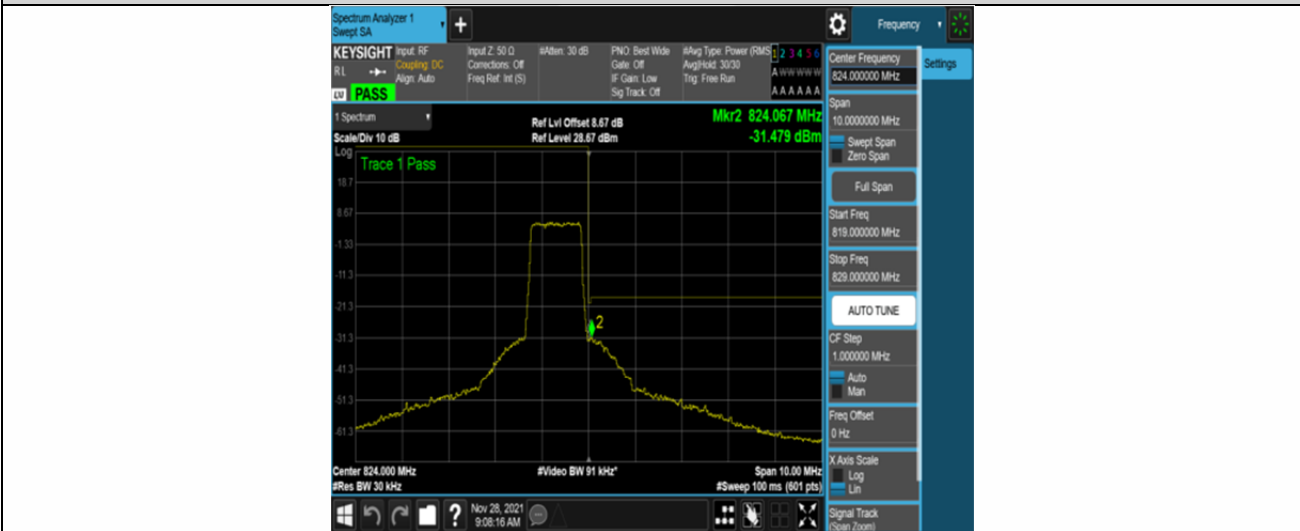 Spectrum Analyzer 1
Swept SA
Frequency
KEYSIGHT
R L
LXI
PASS
Input: RF
Coupling: DC
Align: Auto
Input Z: 50 Ω
Corrections: Off
Freq Ref: Int (S)
#Atten: 30 dB
PNO: Best Wide
Gate: Off
IF Gain: Low
Sig Track: Off
#Avg Type: Power (RMS
Avg|Hold: 30/30
Trig: Free Run
1 2 3 4 5 6
A W W W W W
A A A A A A
1 Spectrum
Scale/Div 10 dB
Log
Ref Lvl Offset 8.67 dB
Ref Level 28.67 dBm
Mkr2 824.067 MHz
-31.479 dBm
Trace 1 Pass
18.7
8.67
-1.33
-11.3
-21.3
-31.3
-41.3
-51.3
-61.3
2
Center 824.000 MHz
#Res BW 30 kHz
#Video BW 91 kHz*
Span 10.00 MHz
#Sweep 100 ms (601 pts)
?
Nov 28, 2021
9:08:16 AM
Center Frequency
824.000000 MHz
Settings
Span
10.0000000 MHz
Swept Span
Zero Span
Full Span
Start Freq
819.000000 MHz
Stop Freq
829.000000 MHz
AUTO TUNE
CF Step
1.000000 MHz
Auto
Man
Freq Offset
0 Hz
X Axis Scale
Log
Lin
Signal Track
(Span Zoom)